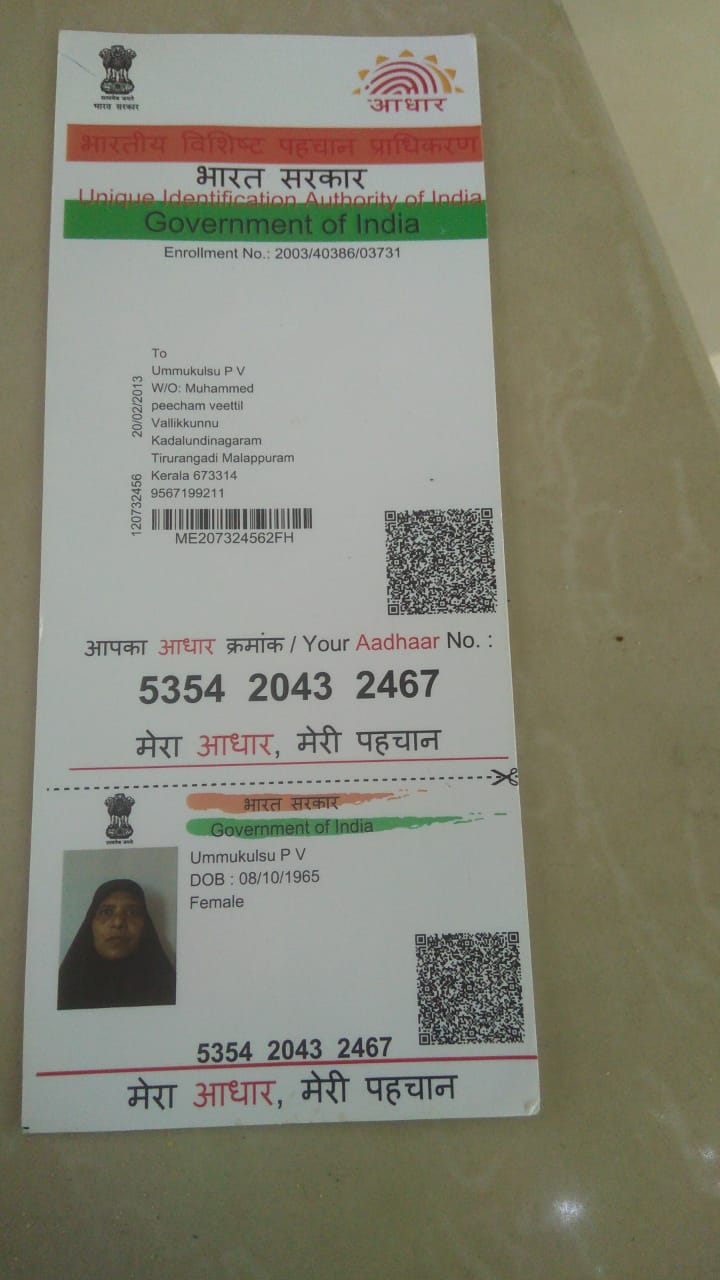 सत्यमेव जयते
भारत सरकार
आधार
भारतीय विशिष्ट पहचान प्राधिकरण
भारत सरकार
Unique Identification Authority of India
Government of India
Enrollment No.: 2003/40386/03731
To
Ummukulsu P V
W/O: Muhammed
peecham veettil
Vallikkunnu
Kadalundinagaram
Tirurangadi Malappuram
Kerala 673314
9567199211
20/02/2013
120732456
ME207324562FH
आपका आधार क्रमांक / Your Aadhaar No. :
5354 2043 2467
मेरा आधार, मेरी पहचान
भारत सरकार
Government of India
सत्यमेव जयते
Ummukulsu P V
DOB : 08/10/1965
Female
5354 2043 2467
मेरा आधार, मेरी पहचान